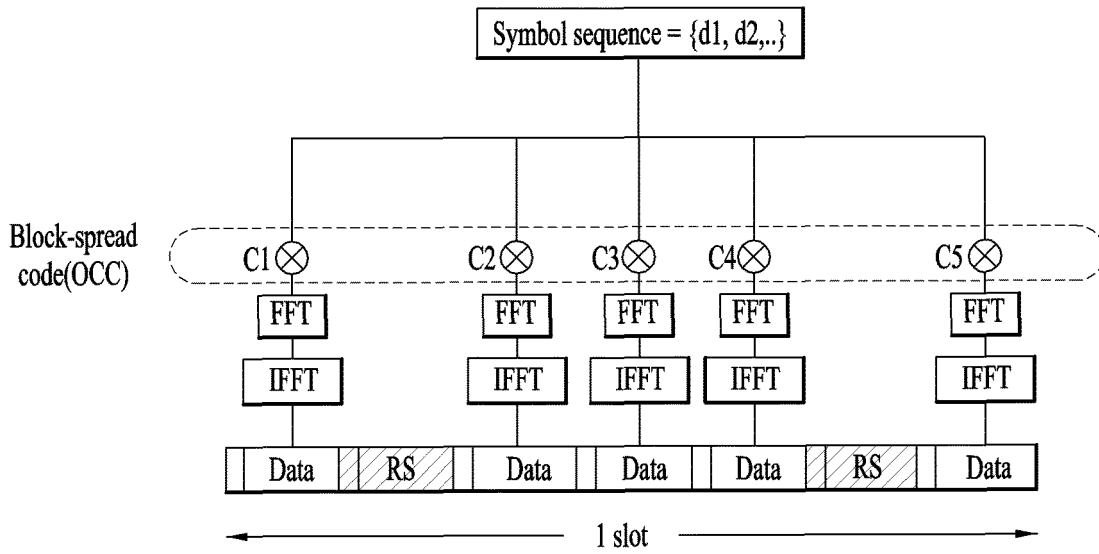 Symbol sequence = {d1, d2,..}
Block-spread
code(OCC)
C1 C2 C3 C4 C5
FFT FFT FFT FFT FFT
IFFT IFFT IFFT IFFT IFFT
Data RS Data Data Data RS Data
1 slot